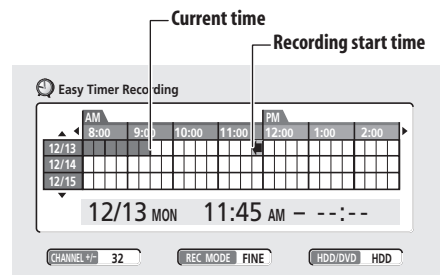 Current time
Recording start time
Easy Timer Recording
AM PM
8:00 9:00 10:00 11:00 12:00 1:00 2:00
12/13
12/14
12/15
12/13 MON 11:45 AM – --:--
CHANNEL +/– 32 REC MODE FINE HDD/DVD HDD